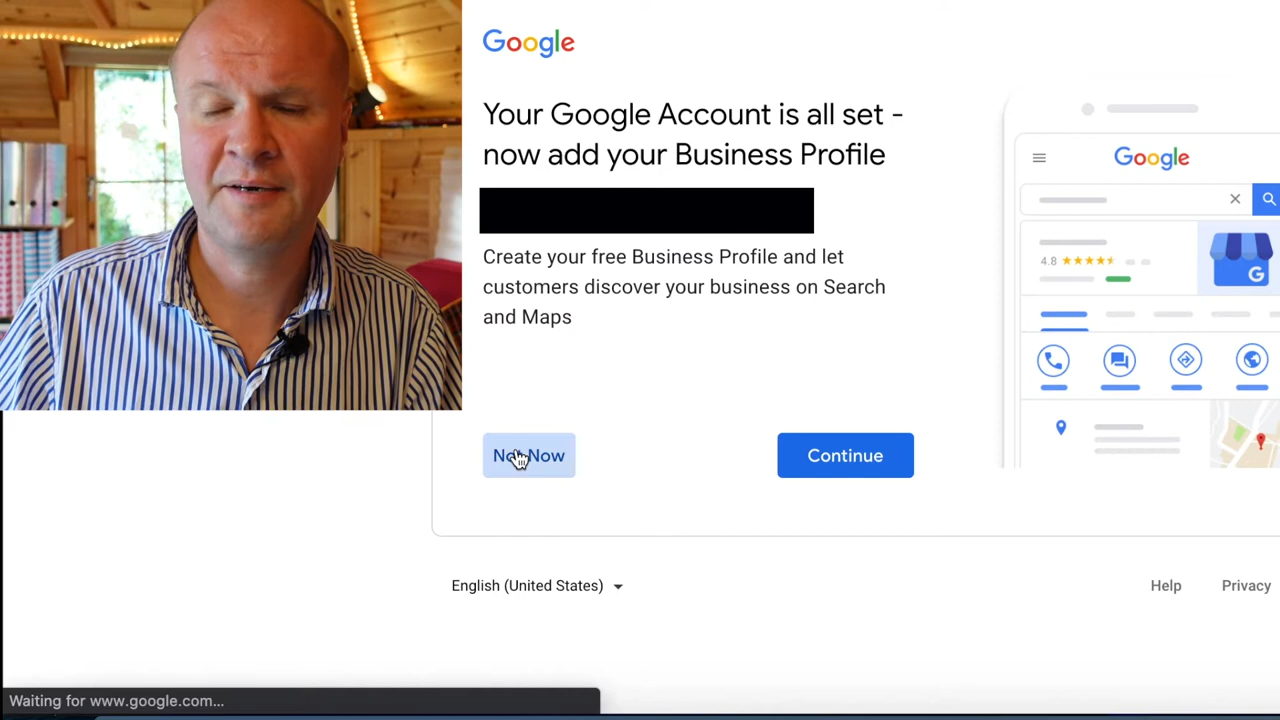 Google
Your Google Account is all set -
now add your Business Profile
Create your free Business Profile and let
customers discover your business on Search
and Maps
Not Now
Continue
Google
4.8
G
English (United States)
Help
Privacy
Waiting for www.google.com...